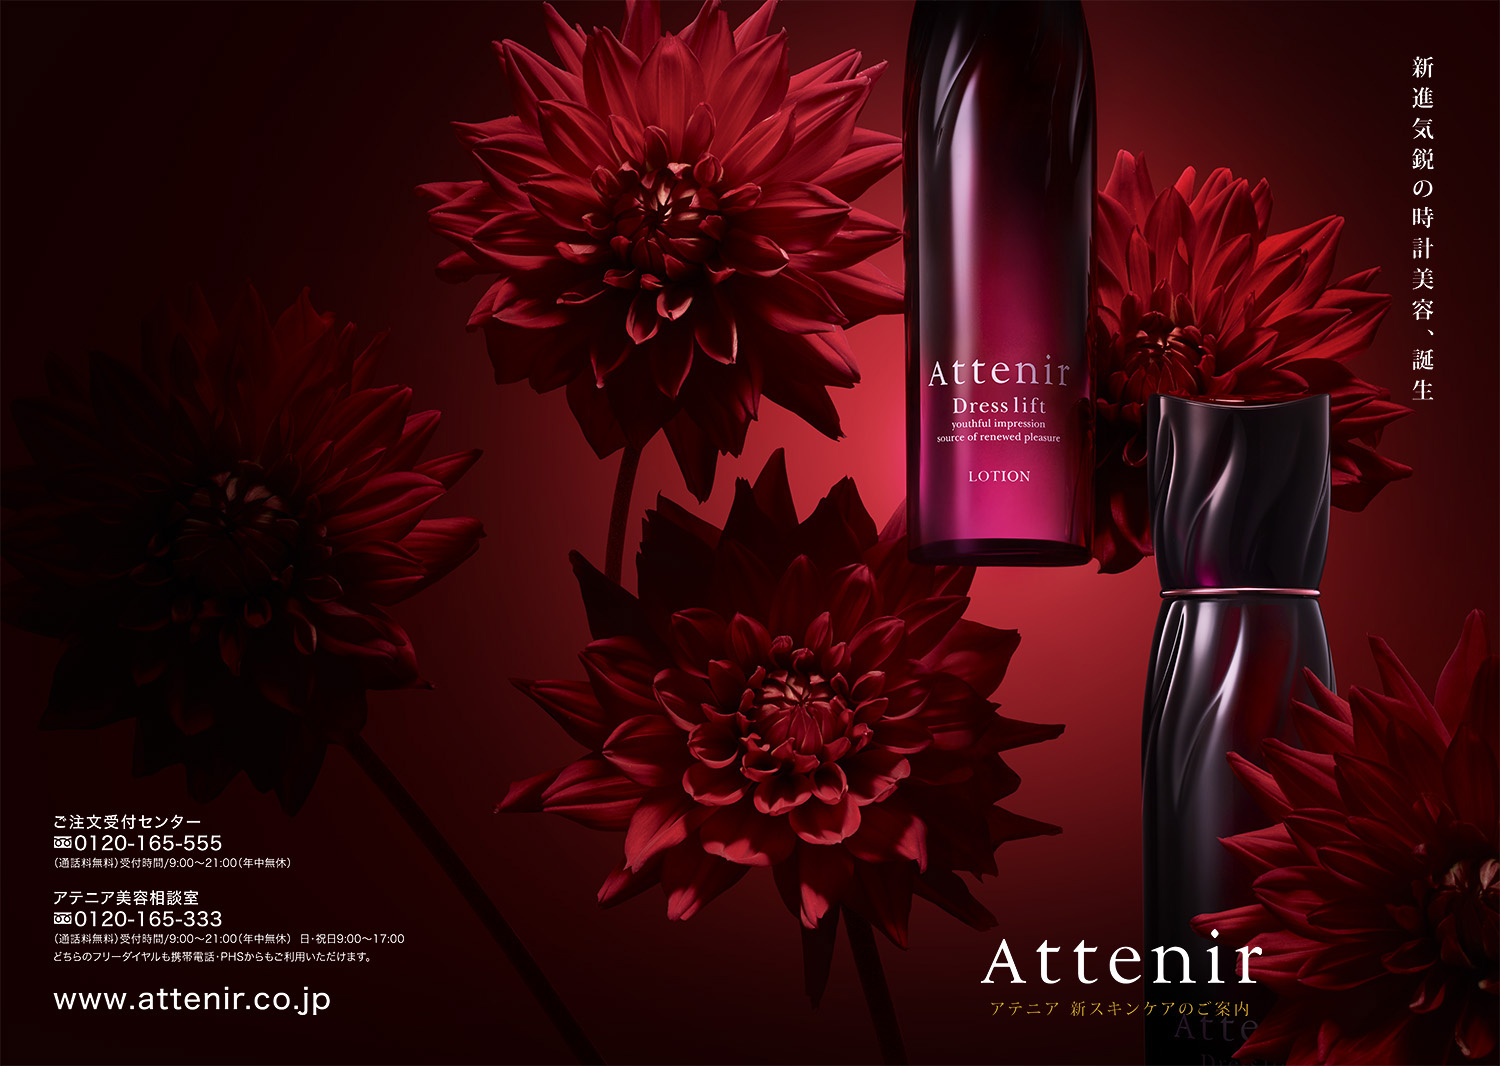 新進気鋭の時計美容、誕生
Attenir
Dress lift
youthful impression
source of renewed pleasure
LOTION
ご注文受付センター
0120-165-555
(通話料無料)受付時間/9:00〜21:00(年中無休)
アテニア美容相談室
0120-165-333
(通話料無料)受付時間/9:00〜21:00(年中無休) 日・祝日9:00〜17:00
どちらのフリーダイヤルも携帯電話・PHSからもご利用いただけます。
www.attenir.co.jp
Attenir
アテニア 新スキンケアのご案内
Atte